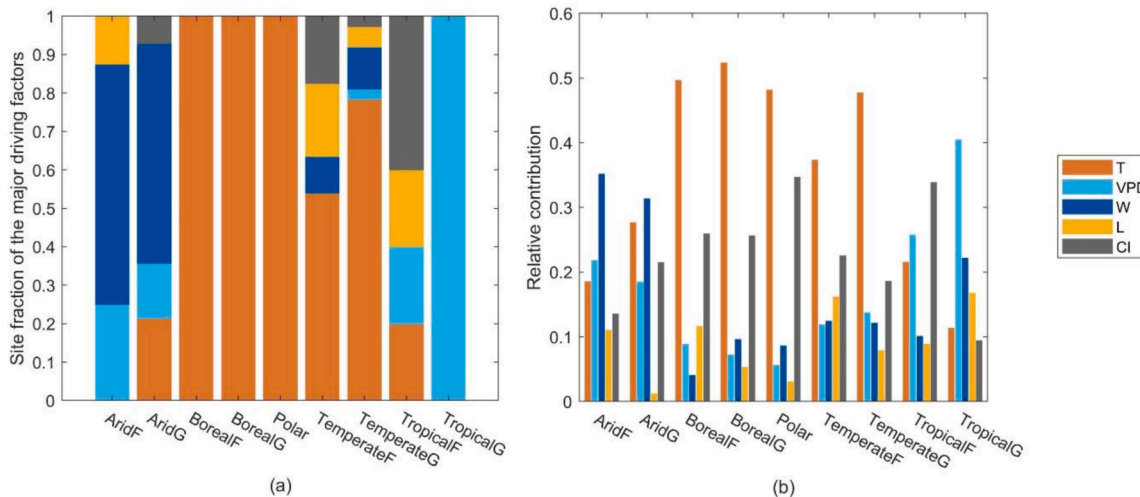 Site fraction of the major driving factors
1
0.9
0.8
0.7
0.6
0.5
0.4
0.3
0.2
0.1
0
AridF
AridG
BorealF
BorealG
Polar
TemperateF
TemperateG
TropicalF
TropicalG
(a)
Relative contribution
0.6
0.5
0.4
0.3
0.2
0.1
0
AridF
AridG
BorealF
BorealG
Polar
TemperateF
TemperateG
TropicalF
TropicalG
(b)
T
VPD
W
L
CI